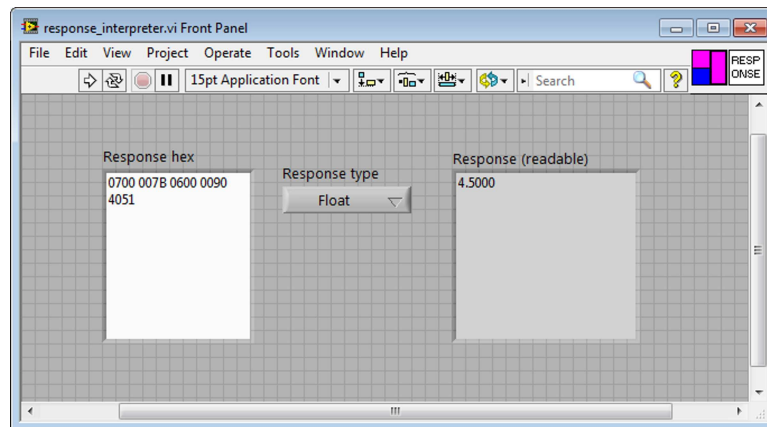 response_interpreter.vi Front Panel
File Edit View Project Operate Tools Window Help
15pt Application Font
Search
?
RESP
ONSE
Response hex
Response type
Response (readable)
0700 007B 0600 0090
4051
Float
4.5000